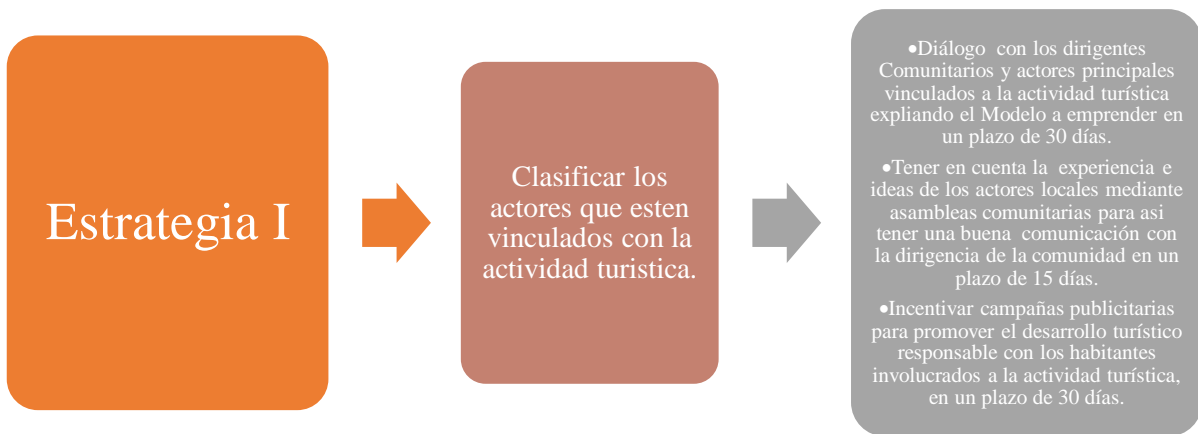 Estrategia I
Clasificar los
actores que esten
vinculados con la
actividad turistica.
•Diálogo con los dirigentes
Comunitarios y actores principales
vinculados a la actividad turística
expliando el Modelo a emprender en
un plazo de 30 días.
•Tener en cuenta la experiencia e
ideas de los actores locales mediante
asambleas comunitarias para asi
tener una buena comunicación con
la dirigencia de la comunidad en un
plazo de 15 días.
•Incentivar campañas publicitarias
para promover el desarrollo turístico
responsable con los habitantes
involucrados a la actividad turística,
en un plazo de 30 días.